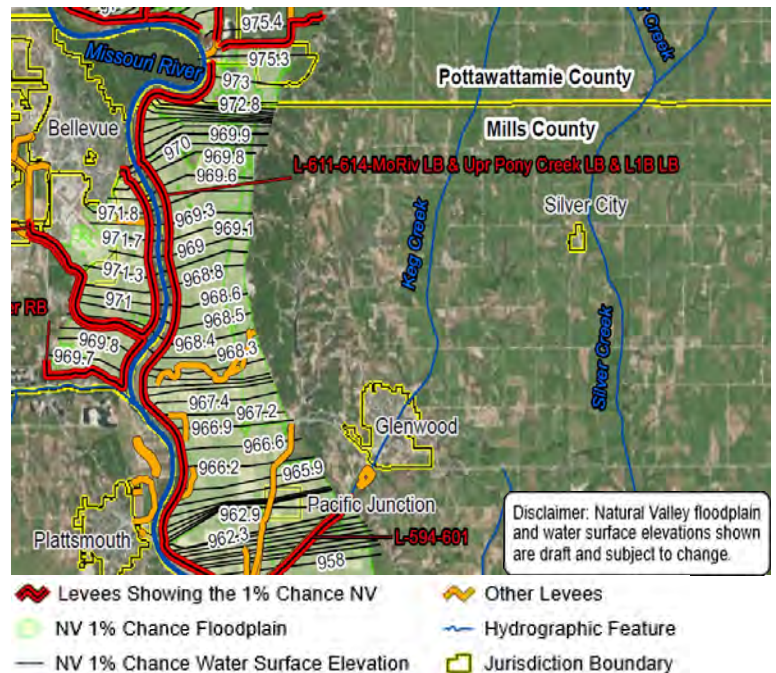 975.4
Missouri River
975.3
973
Pottawattamie County
972.8
Mills County
Bellevue
969.9
970
969.8
969.6
L-611-614-MoRiv LB & Upr Pony Creek LB & L1B LB
Silver City
971.8
969.3
971.7
969.1
969
Keg Creek
971.3
968.8
971
968.6
Silver Creek
er RB
968.5
969.8
968.4
968.3
969.7
967.4
967.2
966.9
Glenwood
966.6
966.2
965.9
Pacific Junction
962.9
Plattsmouth
962.3
L-594-601
958
Disclaimer: Natural Valley floodplain
and water surface elevations shown
are draft and subject to change.
Levees Showing the 1% Chance NV
Other Levees
NV 1% Chance Floodplain
Hydrographic Feature
NV 1% Chance Water Surface Elevation
Jurisdiction Boundary